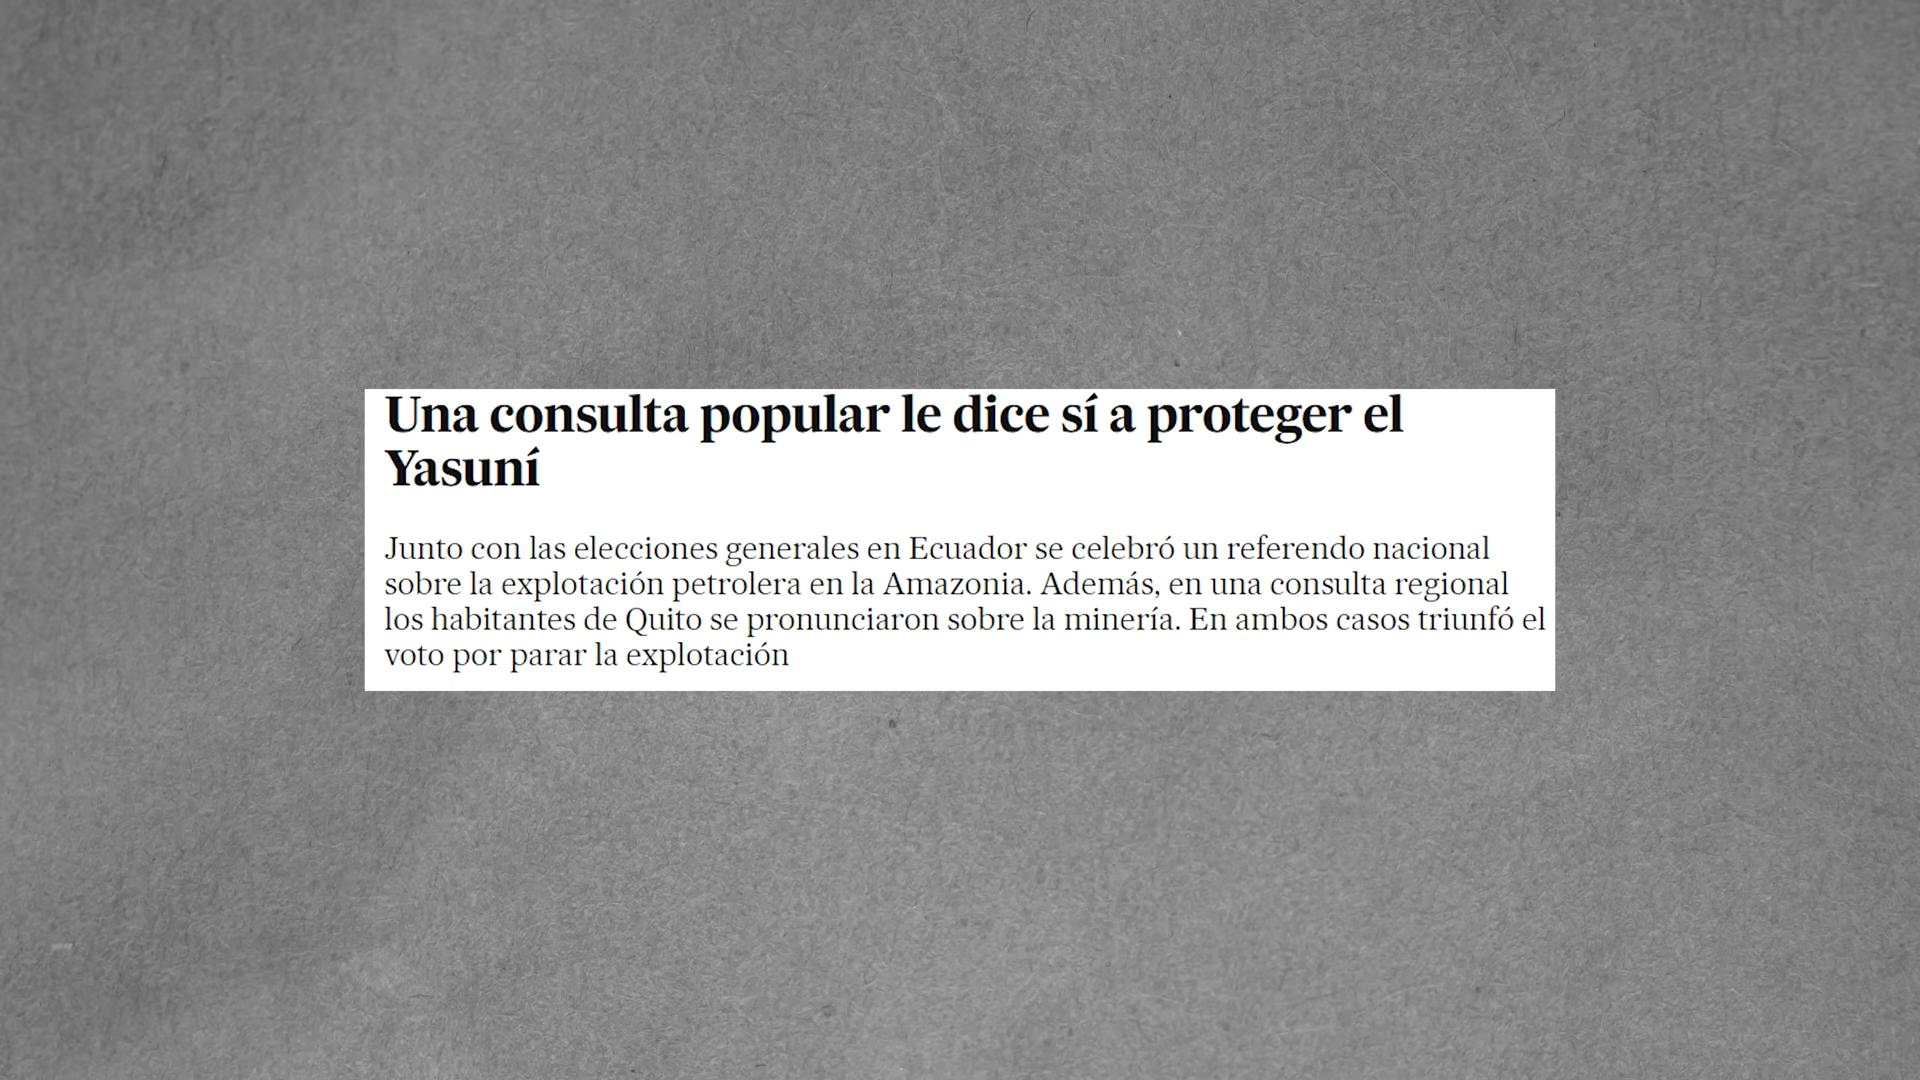 Una consulta popular le dice sí a proteger el
Yasuní
Junto con las elecciones generales en Ecuador se celebró un referendo nacional
sobre la explotación petrolera en la Amazonia. Además, en una consulta regional
los habitantes de Quito se pronunciaron sobre la minería. En ambos casos triunfó el
voto por parar la explotación